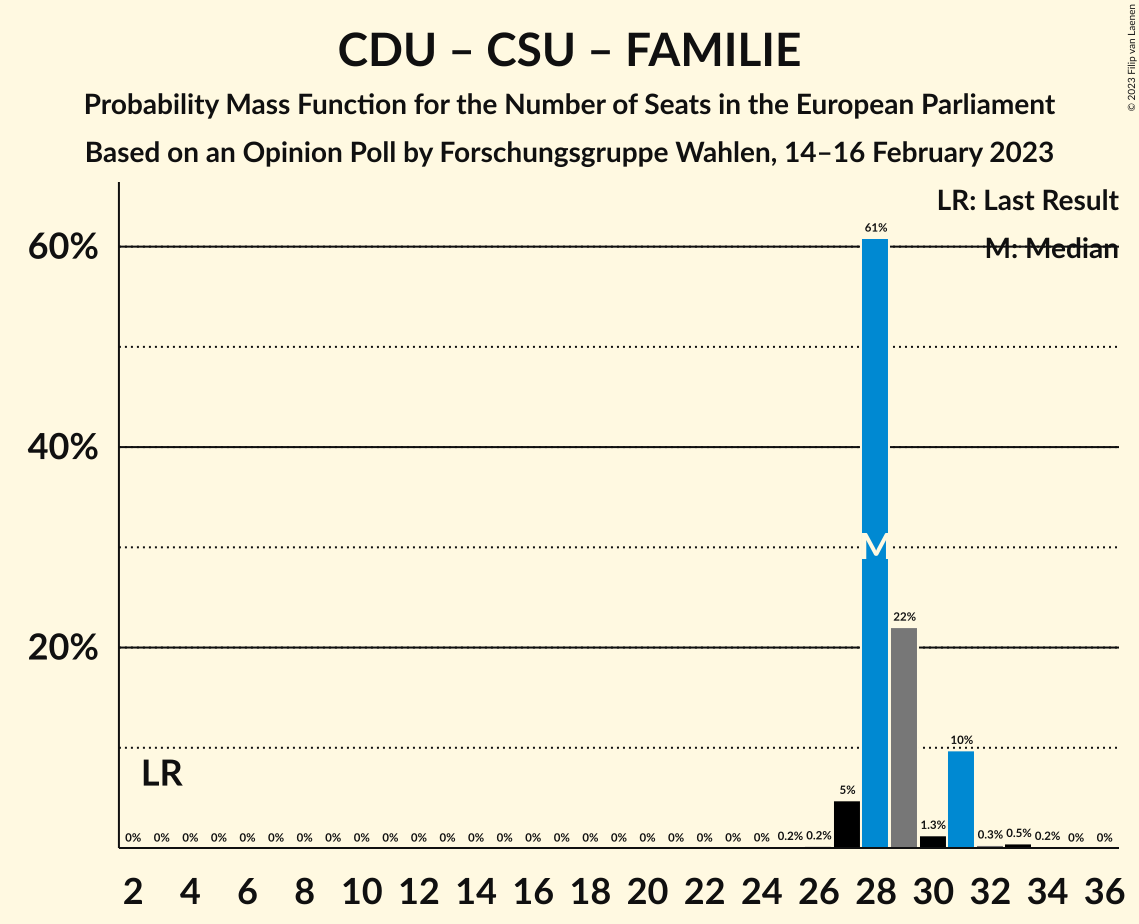 CDU – CSU – FAMILIE
Probability Mass Function for the Number of Seats in the European Parliament
Based on an Opinion Poll by Forschungsgruppe Wahlen, 14–16 February 2023
© 2023 Filip van Laenen
LR: Last Result
M: Median
60%
40%
20%
61%
M
22%
10%
LR
5%
0% 0% 0% 0% 0% 0% 0% 0% 0% 0% 0% 0% 0% 0% 0% 0% 0% 0% 0% 0% 0% 0% 0% 0.2% 0.2% 1.3% 0.3% 0.5% 0.2% 0% 0%
2 4 6 8 10 12 14 16 18 20 22 24 26 28 30 32 34 36